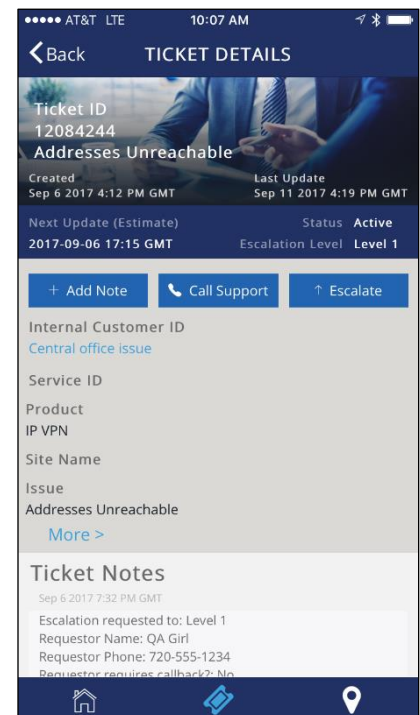 AT&T LTE 10:07 AM
Back TICKET DETAILS
Ticket ID
12084244
Addresses Unreachable
Created Last Update
Sep 6 2017 4:12 PM GMT Sep 11 2017 4:19 PM GMT
Next Update (Estimate) Status Active
2017-09-06 17:15 GMT Escalation Level Level 1
+ Add Note Call Support ↑ Escalate
Internal Customer ID
Central office issue
Service ID
Product
IP VPN
Site Name
Issue
Addresses Unreachable
More >
Ticket Notes
Sep 6 2017 7:32 PM GMT
Escalation requested to: Level 1
Requestor Name: QA Girl
Requestor Phone: 720-555-1234
Requestor requires callback?: No